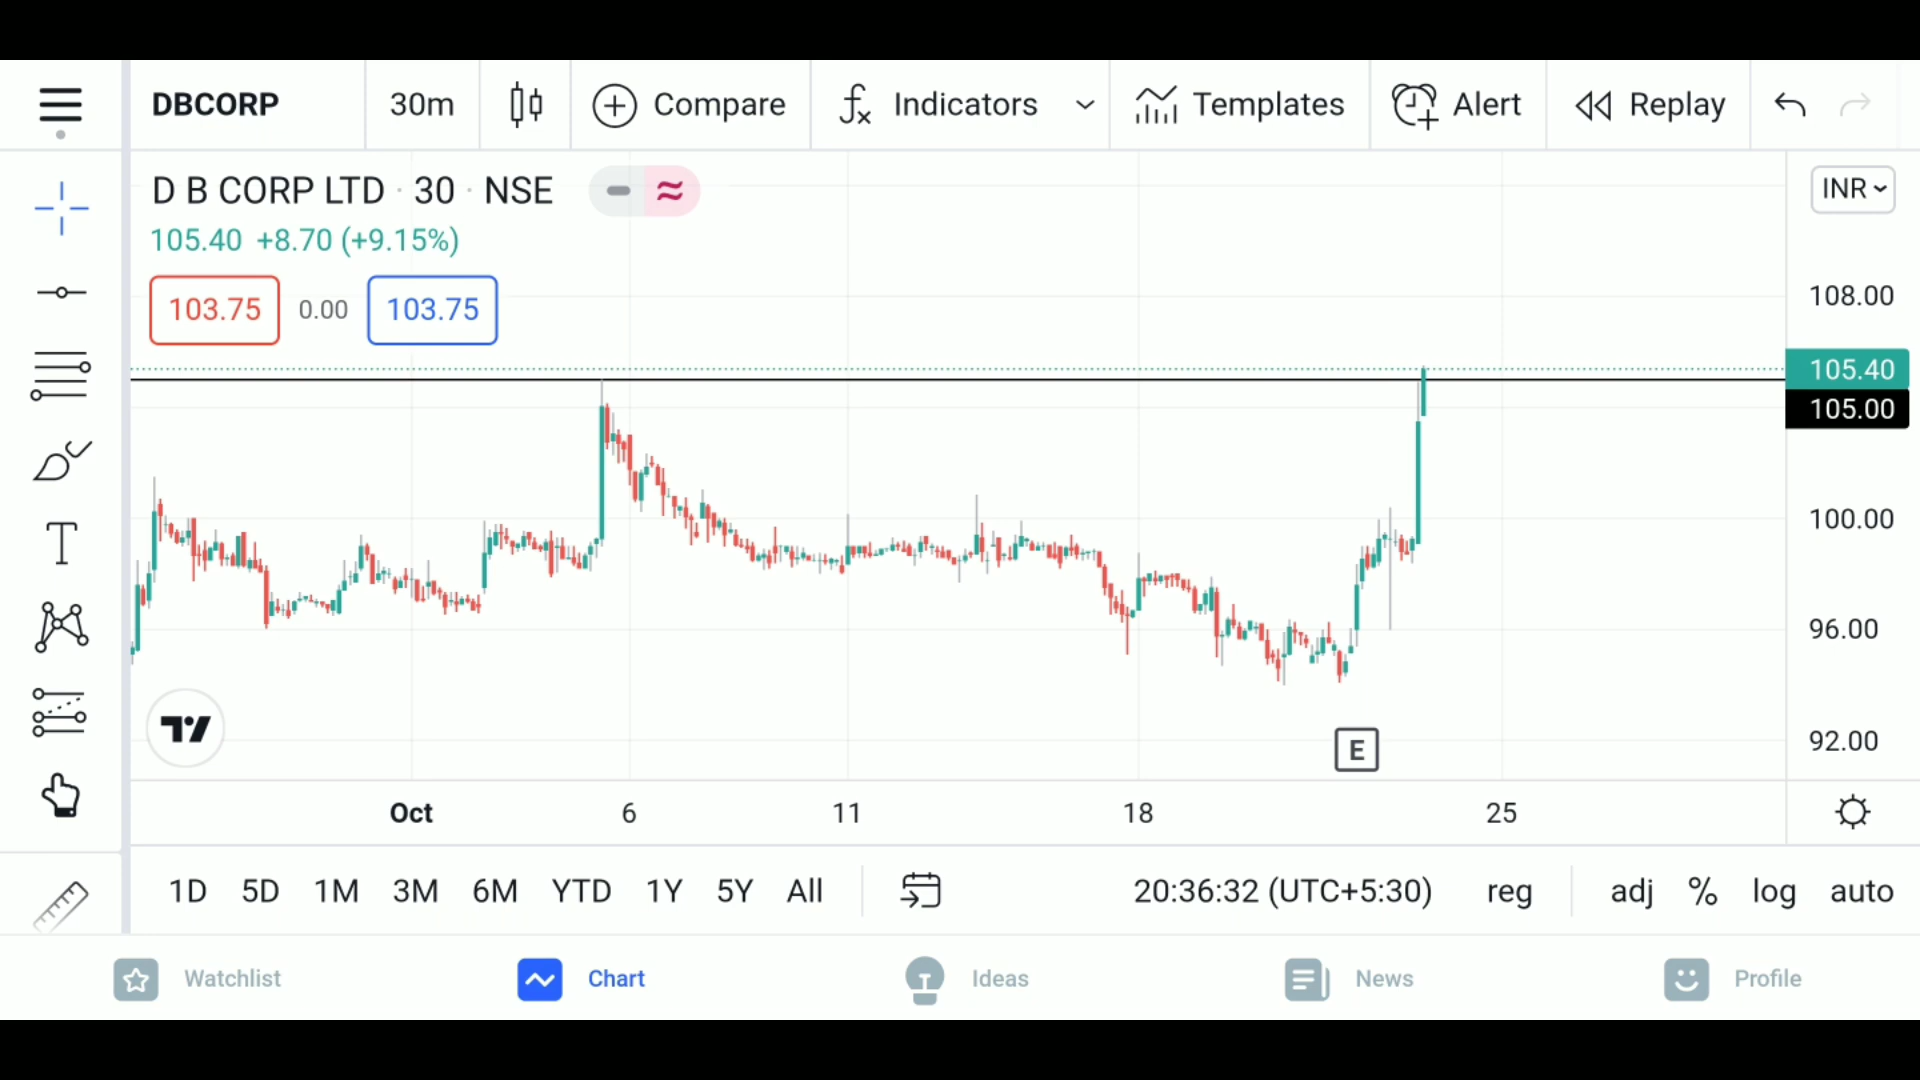 DBCORP 30m Compare Indicators Templates Alert Replay
D B CORP LTD · 30 · NSE
INR
105.40 +8.70 (+9.15%)
103.75 0.00 103.75
108.00
105.40
105.00
100.00
96.00
92.00
E
Oct 6 11 18 25
1D 5D 1M 3M 6M YTD 1Y 5Y All 20:36:32 (UTC+5:30) reg adj % log auto
Watchlist Chart Ideas News Profile